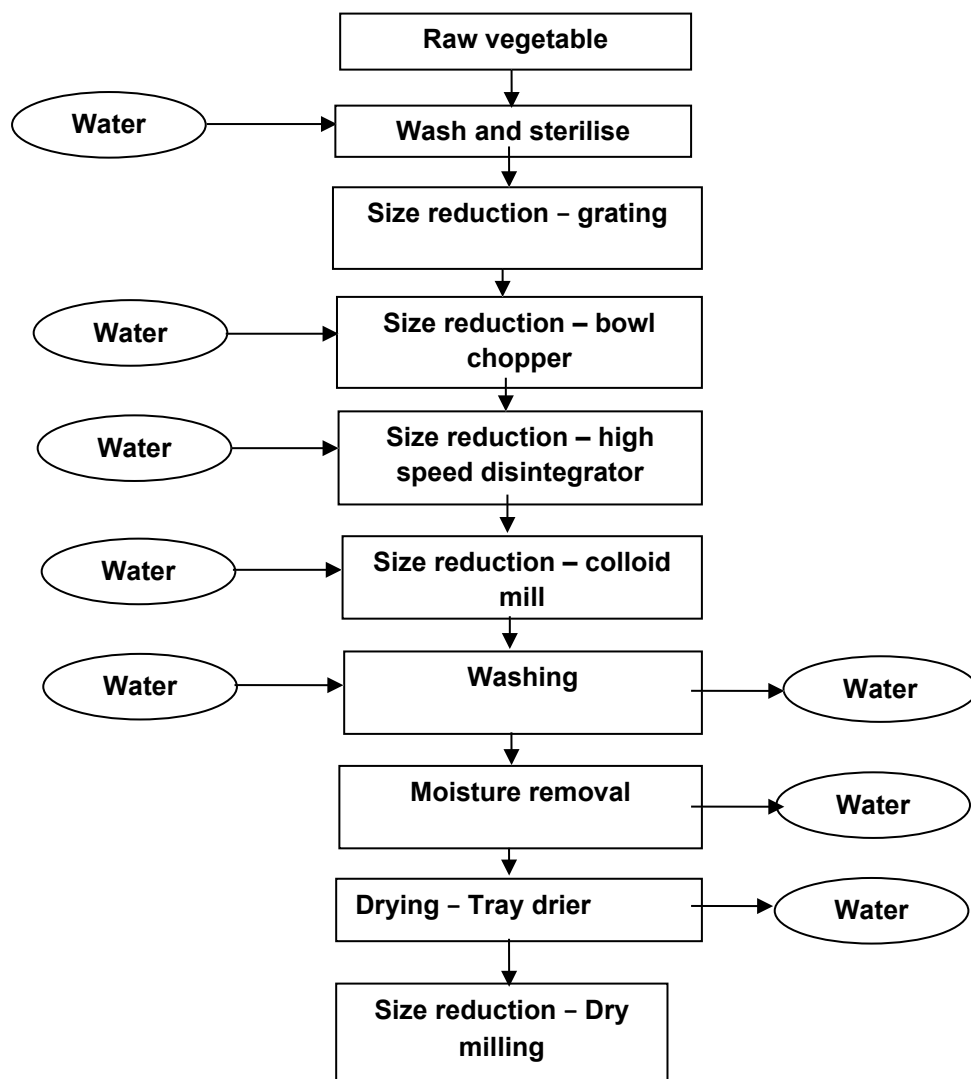 Raw vegetable
Water
Wash and sterilise
Size reduction – grating
Water
Size reduction – bowl
chopper
Water
Size reduction – high
speed disintegrator
Water
Size reduction – colloid
mill
Water
Washing
Water
Moisture removal
Water
Drying – Tray drier
Water
Size reduction – Dry
milling